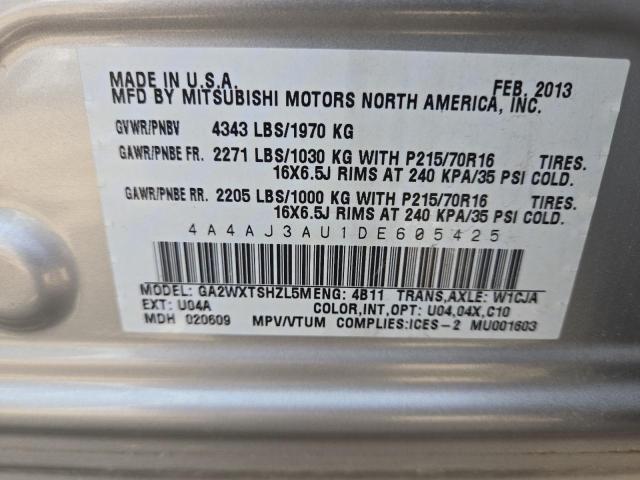 MADE IN U.S.A. FEB, 2013
MFD BY MITSUBISHI MOTORS NORTH AMERICA, INC.
GVWR/PNBV 4343 LBS/1970 KG
GAWR/PNBE FR. 2271 LBS/1030 KG WITH P215/70R16 TIRES.
16X6.5J RIMS AT 240 KPA/35 PSI COLD.
GAWR/PNBE RR. 2205 LBS/1000 KG WITH P215/70R16 TIRES.
16X6.5J RIMS AT 240 KPA/35 PSI COLD.
4A4AJ3AU1DE605425
MODEL: GA2WXTSHZL5M ENG: 4B11 TRANS,AXLE: W1CJA
EXT: U04A COLOR,INT,OPT: U04,04X,C10
MDH 020609 MPV/VTUM COMPLIES:ICES-2 MU001603